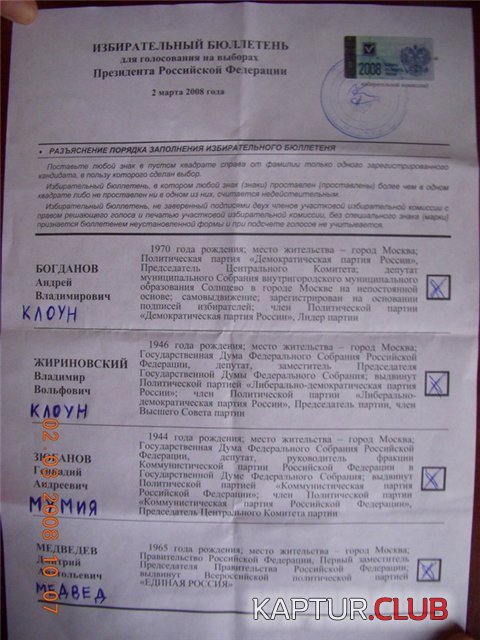 ИЗБИРАТЕЛЬНЫЙ БЮЛЛЕТЕНЬ
для голосования на выборах
Президента Российской Федерации
2 марта 2008 года
2008
(избирательной комиссии)
• РАЗЪЯСНЕНИЕ ПОРЯДКА ЗАПОЛНЕНИЯ ИЗБИРАТЕЛЬНОГО БЮЛЛЕТЕНЯ
Поставьте любой знак в пустом квадрате справа от фамилии только одного зарегистрированного
кандидата, в пользу которого сделан выбор.
Избирательный бюллетень, в котором любой знак (знаки) проставлен (проставлены) более чем в одном
квадрате либо не проставлен ни в одном из них, считается недействительным.
Избирательный бюллетень, не заверенный подписями двух членов участковой избирательной комиссии с
правом решающего голоса и печатью участковой избирательной комиссии, без специального знака (марки)
признается бюллетенем неустановленной формы и при подсчете голосов не учитывается.
БОГДАНОВ
Андрей
Владимирович
КЛОУН
1970 года рождения; место жительства – город Москва;
Политическая партия «Демократическая партия России»,
Председатель Центрального Комитета; депутат
муниципального Собрания внутригородского муниципального
образования Солнцево в городе Москве на непостоянной
основе; самовыдвижение; зарегистрирован на основании
подписей избирателей; член Политической партии
«Демократическая партия России», Лидер партии
ЖИРИНОВСКИЙ
Владимир
Вольфович
КЛОУН
1946 года рождения; место жительства – город Москва;
Государственная Дума Федерального Собрания Российской
Федерации, депутат, заместитель Председателя
Государственной Думы Федерального Собрания; выдвинут
Политической партией «Либерально-демократическая партия
России»; член Политической партии «Либерально-
демократическая партия России», Председатель партии, член
Высшего Совета партии
ЗЮГАНОВ
Геннадий
Андреевич
МУМИЯ
1944 года рождения; место жительства – город Москва;
Государственная Дума Федерального Собрания Российской
Федерации, депутат, руководитель фракции
Коммунистической партии Российской Федерации в
Государственной Думе Федерального Собрания; выдвинут
Политической партией «Коммунистическая партия
Российской Федерации»; член Политической партии
«Коммунистическая партия Российской Федерации»,
Председатель Центрального Комитета партии
МЕДВЕДЕВ
Дмитрий
Анатольевич
МЕДВЕД
1965 года рождения; место жительства – город Москва;
Правительство Российской Федерации, Первый заместитель
Председателя Правительства Российской Федерации;
выдвинут Всероссийской политической партией
«ЕДИНАЯ РОССИЯ»
KAPTUR.CLUB